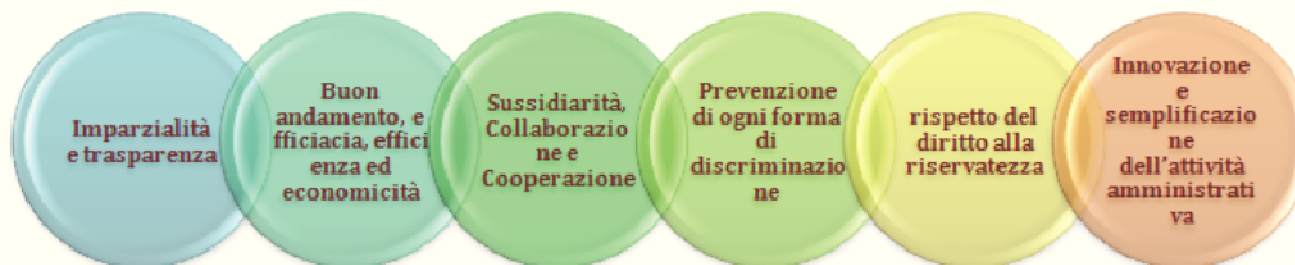 Imparzialità
e trasparenza
Buon
andamento, e
fficiacia, effici
enza ed
economicità
Sussidiarità,
Collaborazio
ne e
Cooperazione
Prevenzione
di ogni forma
di
discriminazio
ne
rispetto del
diritto alla
riservatezza
Innovazione
e
semplificazio
ne
dell'attività
amministrati
va